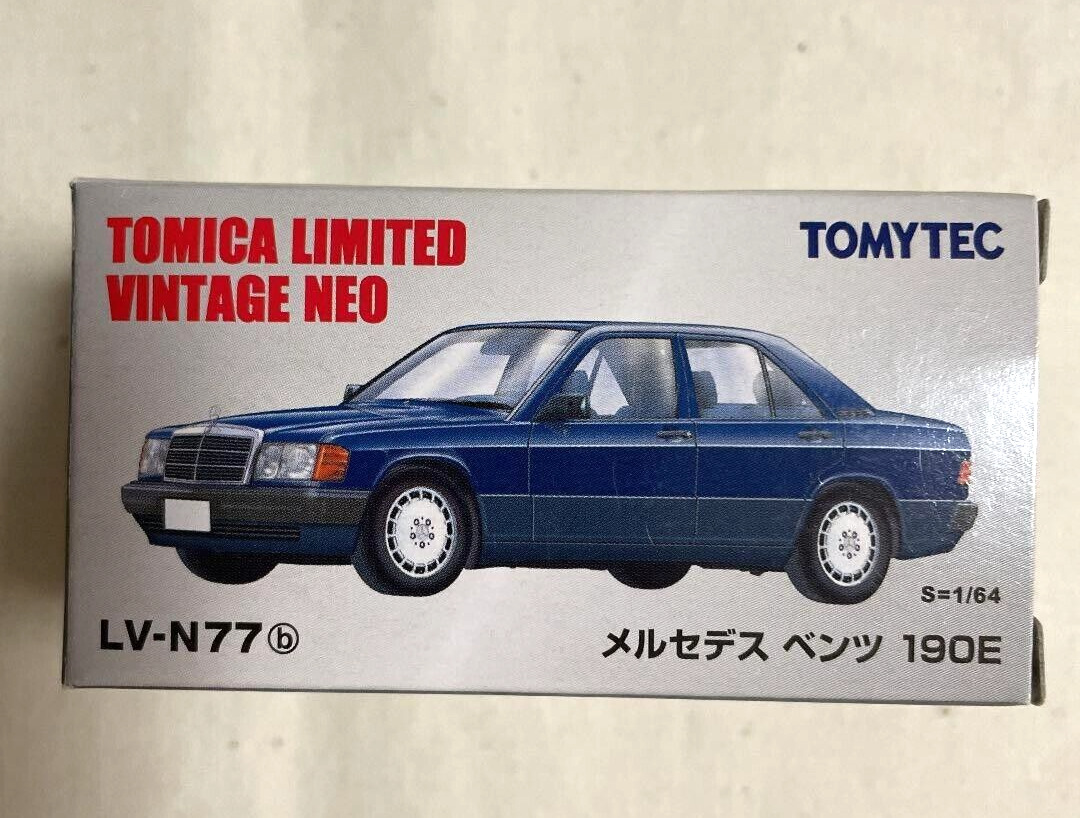 TOMICA LIMITED
VINTAGE NEO
TOMYTEC
S=1/64
LV-N77ⓑ
メルセデス ベンツ 190E